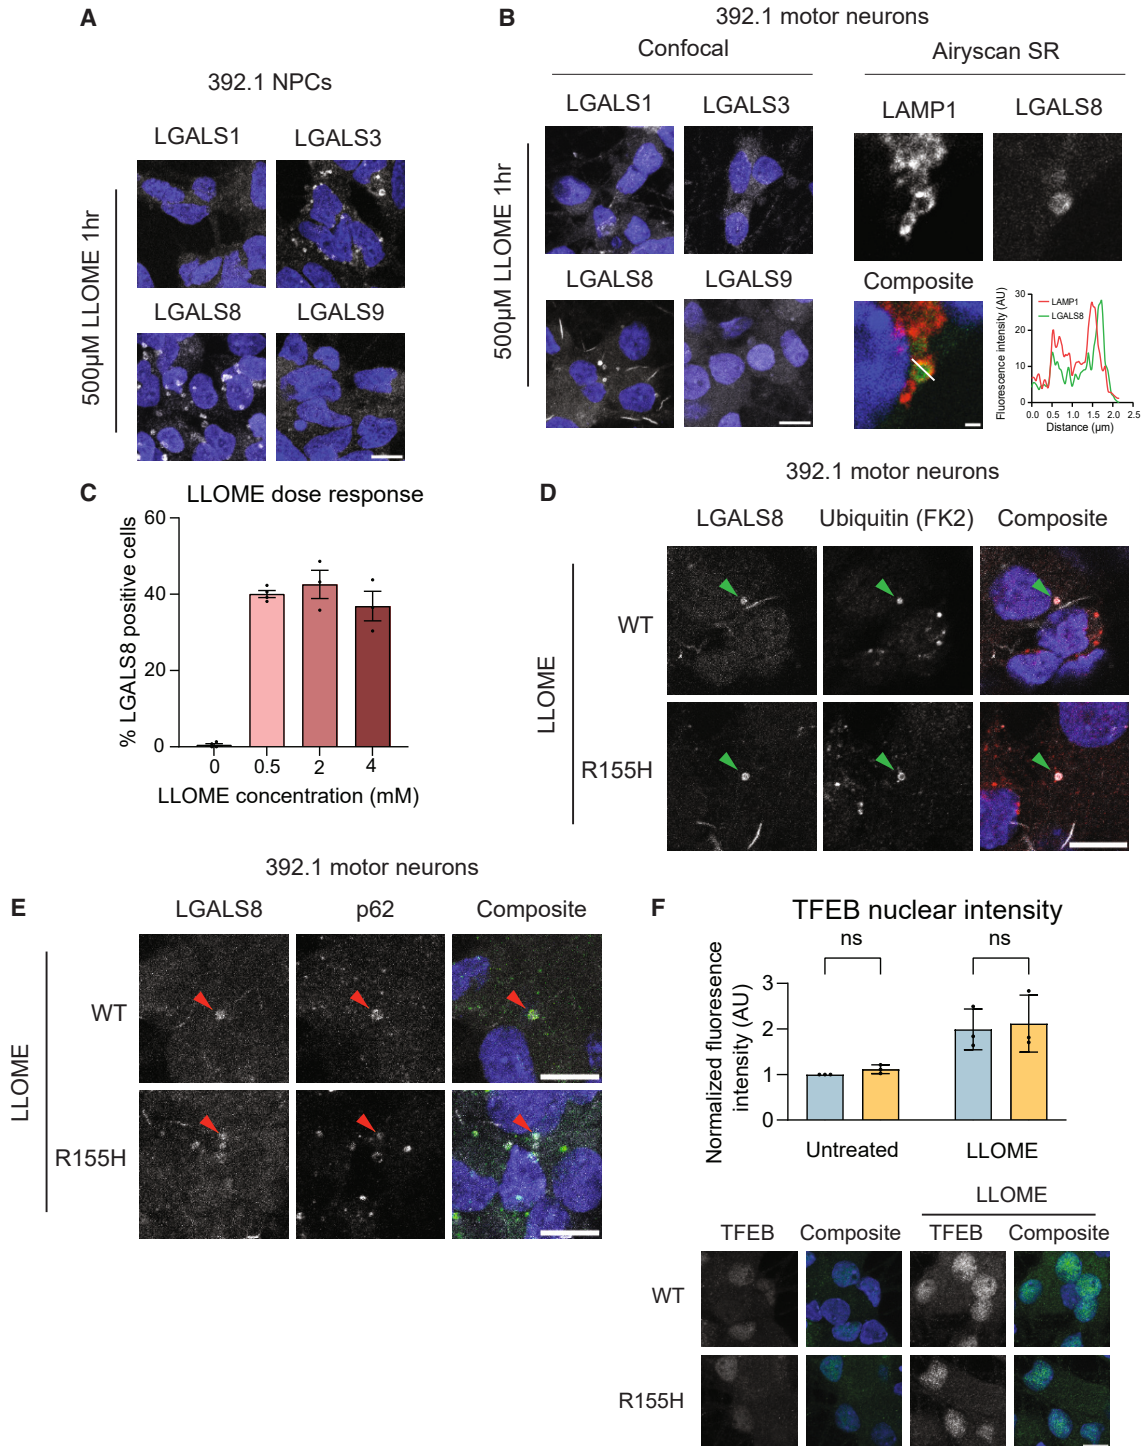 A
392.1 NPCs
LGALS1
LGALS3
LGALS8
LGALS9
500µM LLOME 1hr
B
392.1 motor neurons
Confocal
Airyscan SR
LGALS1
LGALS3
LAMP1
LGALS8
500µM LLOME 1hr
LGALS8
LGALS9
Composite
Fluorescence intensity (AU)
30
20
10
0
LAMP1
LGALS8
0.0
0.5
1.0
1.5
2.0
2.5
Distance (µm)
C
LLOME dose response
% LGALS8 positive cells
60
40
20
0
0
0.5
2
4
LLOME concentration (mM)
D
392.1 motor neurons
LGALS8
Ubiquitin (FK2)
Composite
LLOME
WT
R155H
E
392.1 motor neurons
LGALS8
p62
Composite
LLOME
WT
R155H
F
TFEB nuclear intensity
ns
ns
Normalized fluoresence
intensity (AU)
3
2
1
0
Untreated
LLOME
LLOME
TFEB
Composite
TFEB
Composite
WT
R155H